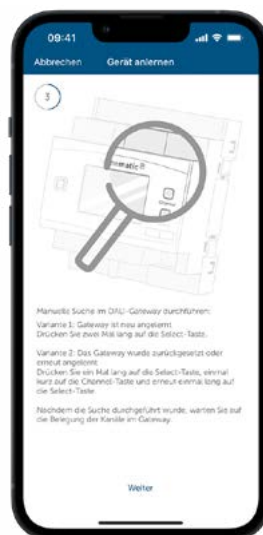 09:41
Abbrechen Gerät anlernen
3
matic®
Channel
Manuelle Suche im DALI-Gateway durchführen:
Variante 1: Gateway ist neu angelernt
Drücken Sie zwei Mal lang auf die Select-Taste.
Variante 2: Das Gateway wurde zurückgesetzt oder
erneut angelernt
Drücken Sie ein Mal lang auf die Select-Taste, einmal
kurz auf die Channel-Taste und erneut einmal lang auf
die Select-Taste.
Nachdem die Suche durchgeführt wurde, warten Sie auf
die Belegung der Kanäle im Gateway.
Weiter